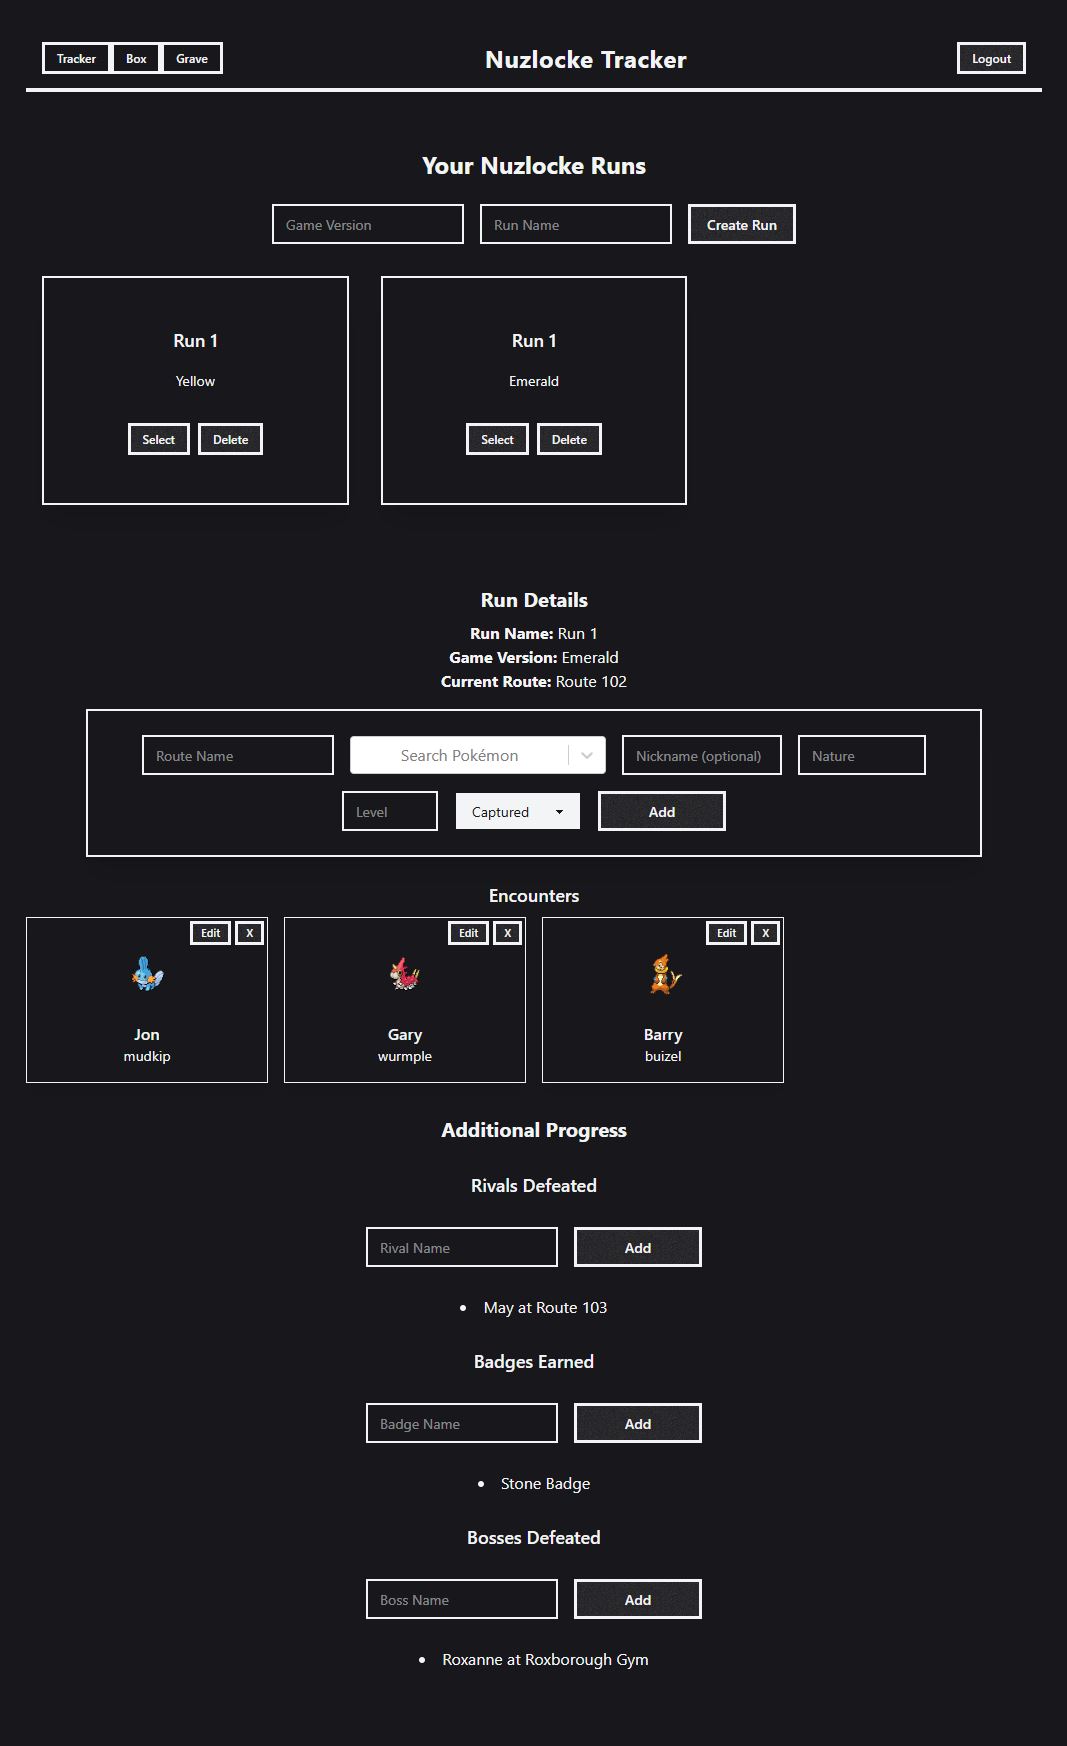 Tracker Box Grave Nuzlocke Tracker Logout
Your Nuzlocke Runs
Game Version Run Name Create Run
Run 1
Yellow
Select Delete
Run 1
Emerald
Select Delete
Run Details
Run Name: Run 1
Game Version: Emerald
Current Route: Route 102
Route Name Search Pokémon Nickname (optional) Nature
Level Captured Add
Encounters
Edit X
Jon
mudkip
Edit X
Gary
wurmple
Edit X
Barry
buizel
Additional Progress
Rivals Defeated
Rival Name Add
• May at Route 103
Badges Earned
Badge Name Add
• Stone Badge
Bosses Defeated
Boss Name Add
• Roxanne at Roxborough Gym